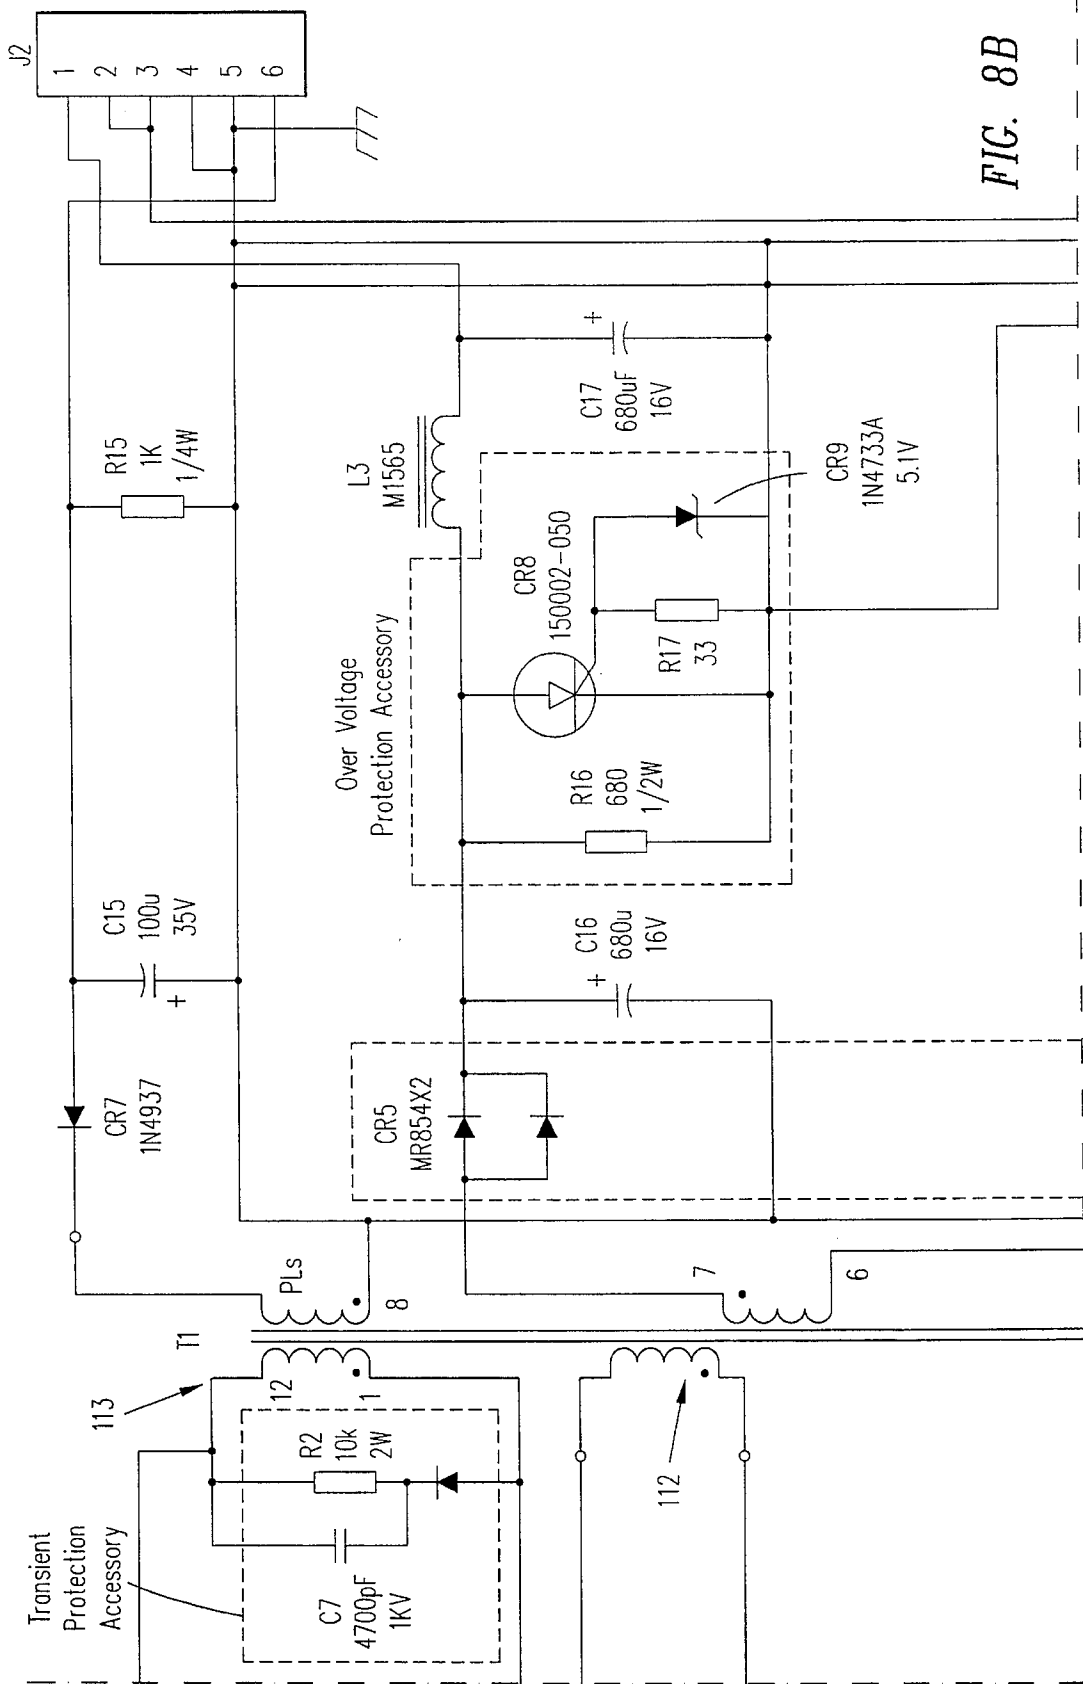 Transient
Protection
Accessory
113
T1
12
1
R2
10k
2W
C7
4700pF
1KV
112
PLs
8
7
6
CR7
1N4937
C15
100u
35V
+
R15
1K
1/4W
J2
1
2
3
4
5
6
CR5
MR854X2
C16
680u
16V
+
Over Voltage
Protection Accessory
R16
680
1/2W
CR8
150002-050
R17
33
CR9
1N4733A
5.1V
L3
M1565
C17
680uF
16V
+
FIG. 8B